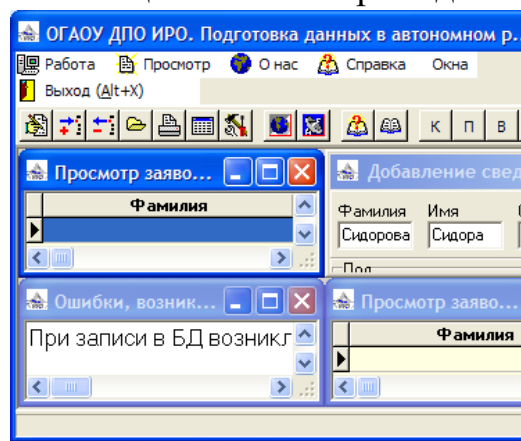 ОГАОУ ДПО ИРО. Подготовка данных в автономном р...
Работа Просмотр О нас Справка Окна
Выход (Alt+X)
К П В
Просмотр заяво...
Фамилия
Добавление свед
Фамилия Имя
Сидорова Сидора
Пол
Ошибки, возник...
При записи в БД возникл
Просмотр заяво...
Фамилия